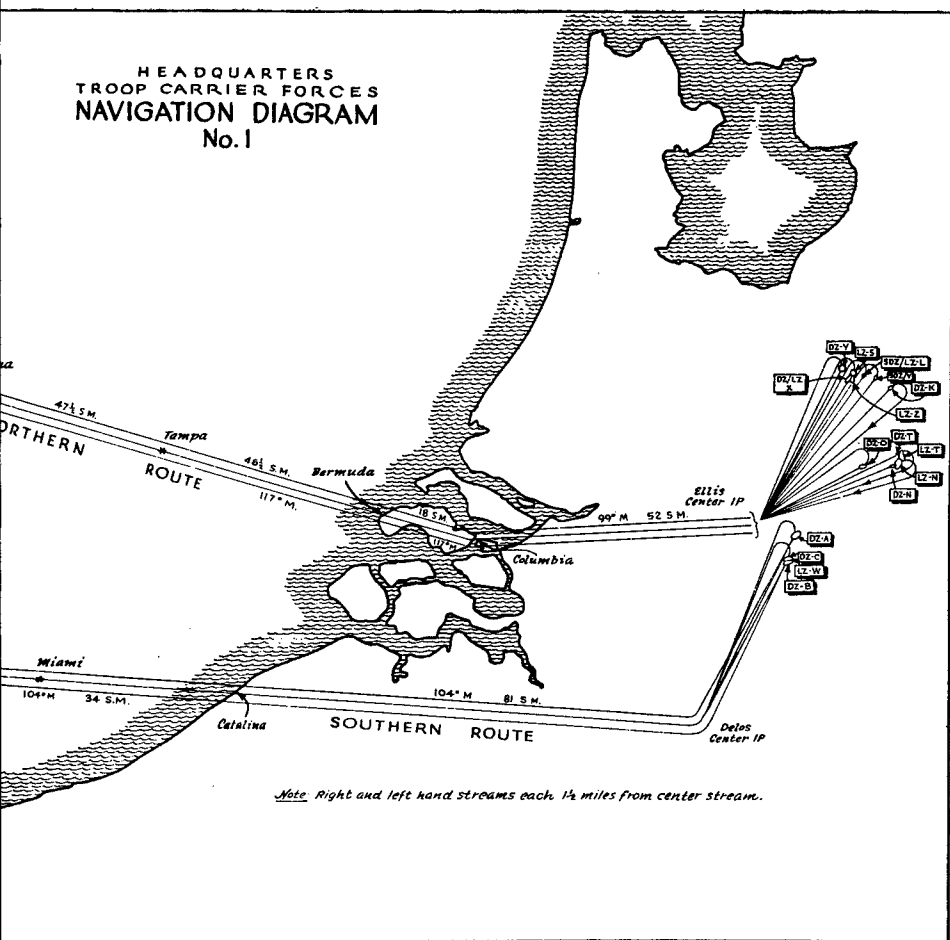 HEADQUARTERS
TROOP CARRIER FORCES
NAVIGATION DIAGRAM
No. 1
DZ-Y
LZ-S
SDZ/LZ-L
DZ-K
DZ/LZ
X
LZ-Z
DZ-O
DZ-T
LZ-T
LZ-N
DZ-N
47½ S.M.
Tampa
ROUTE
46½ S.M.
117° M.
Bermuda
18 S.M.
117° M
Columbia
99° M 52 S.M.
Ellis
Center IP
DZ-A
DZ-C
LZ-W
DZ-B
Miami
104° M 34 S.M.
Catalina
104° M 81 S.M.
SOUTHERN ROUTE
Delos
Center IP
Note: Right and left hand streams each 1½ miles from center stream.